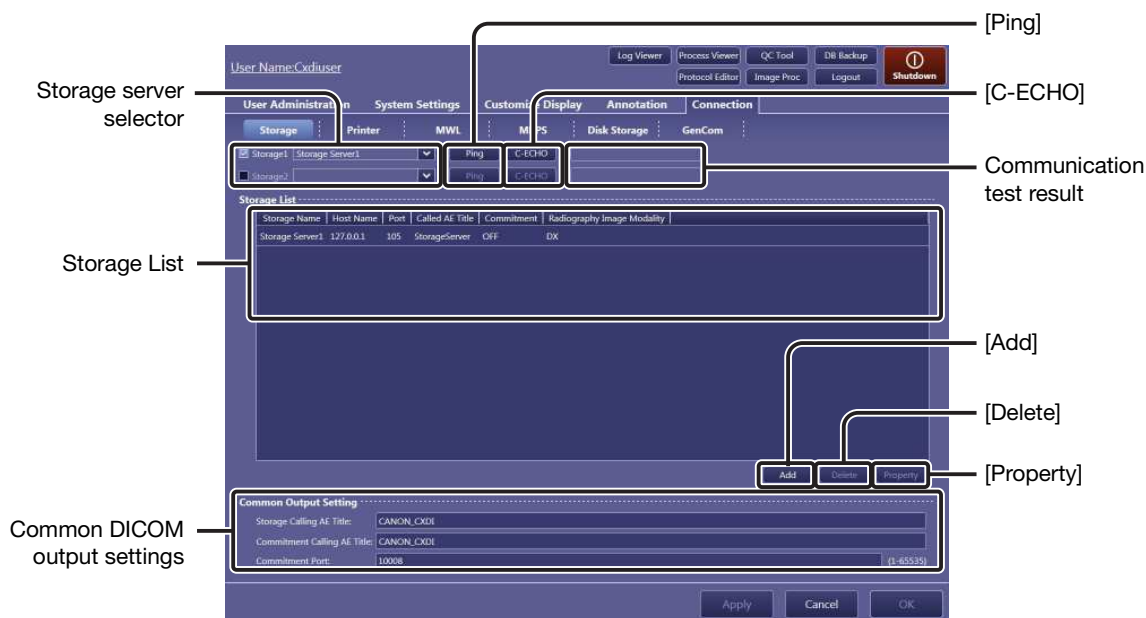 [Ping]
User Name:Cxdiuser
Log Viewer
Process Viewer
QC Tool
DB Backup
Shutdown
Protocol Editor
Image Proc
Logout
Storage server
selector
[C-ECHO]
User Administration
System Settings
Customize Display
Annotation
Connection
Storage
Printer
MWL
MPPS
Disk Storage
GenCom
Storage1
Storage Server1
Ping
C-ECHO
Storage2
Ping
C-ECHO
Communication
test result
Storage List
Storage Name
Host Name
Port
Called AE Title
Commitment
Radiography Image Modality
Storage Server1
127.0.0.1
105
StorageServer
OFF
DX
Storage List
[Add]
[Delete]
Add
Delete
Property
[Property]
Common Output Setting
Storage Calling AE Title:
CANON_CXDI
Common DICOM
output settings
Commitment Calling AE Title:
CANON_CXDI
Commitment Port:
10008
(1-65535)
Apply
Cancel
OK